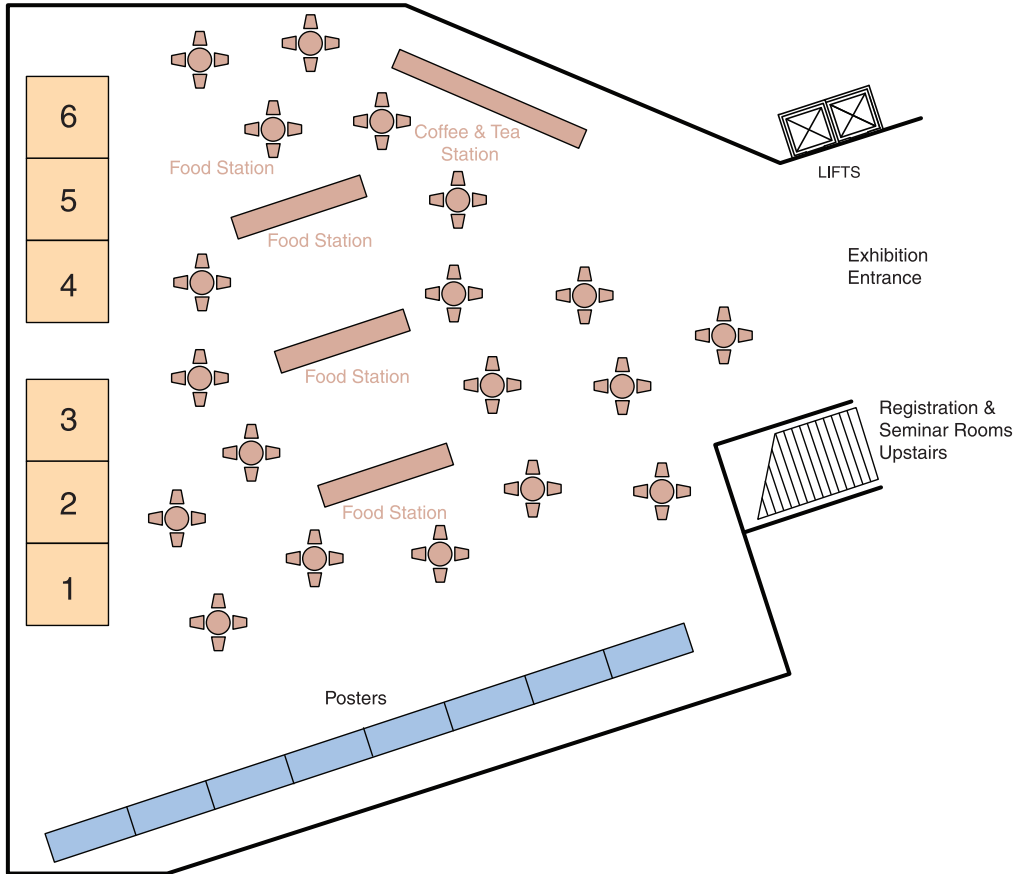 6
5
4
3
2
1
Coffee & Tea
Station
Food Station
Food Station
Food Station
Food Station
LIFTS
Exhibition
Entrance
Registration &
Seminar Rooms
Upstairs
Posters